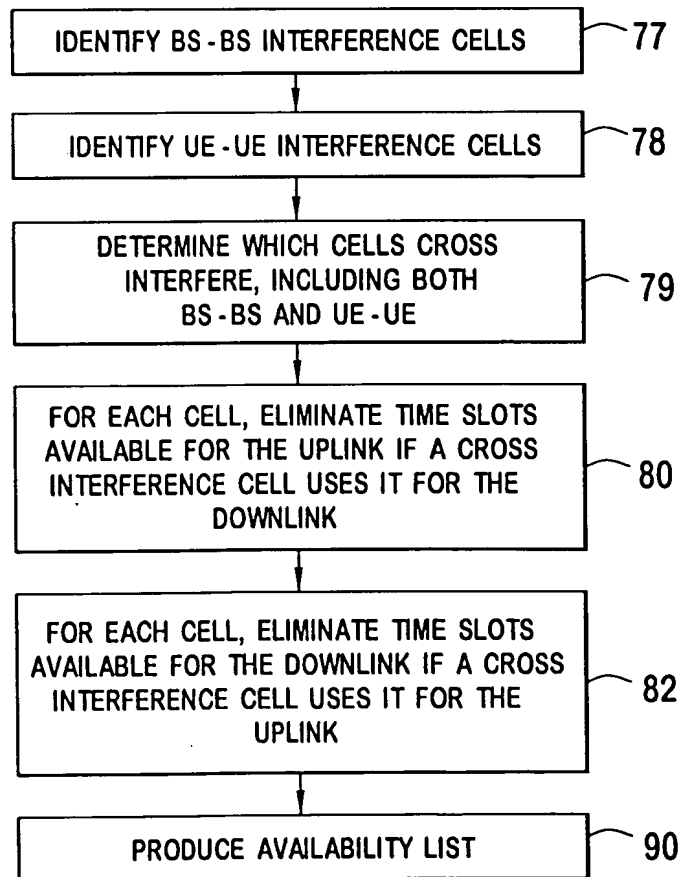 IDENTIFY BS-BS INTERFERENCE CELLS
77
IDENTIFY UE-UE INTERFERENCE CELLS
78
DETERMINE WHICH CELLS CROSS
INTERFERE, INCLUDING BOTH
BS-BS AND UE-UE
79
FOR EACH CELL, ELIMINATE TIME SLOTS
AVAILABLE FOR THE UPLINK IF A CROSS
INTERFERENCE CELL USES IT FOR THE
DOWNLINK
80
FOR EACH CELL, ELIMINATE TIME SLOTS
AVAILABLE FOR THE DOWNLINK IF A CROSS
INTERFERENCE CELL USES IT FOR THE
UPLINK
82
PRODUCE AVAILABILITY LIST
90